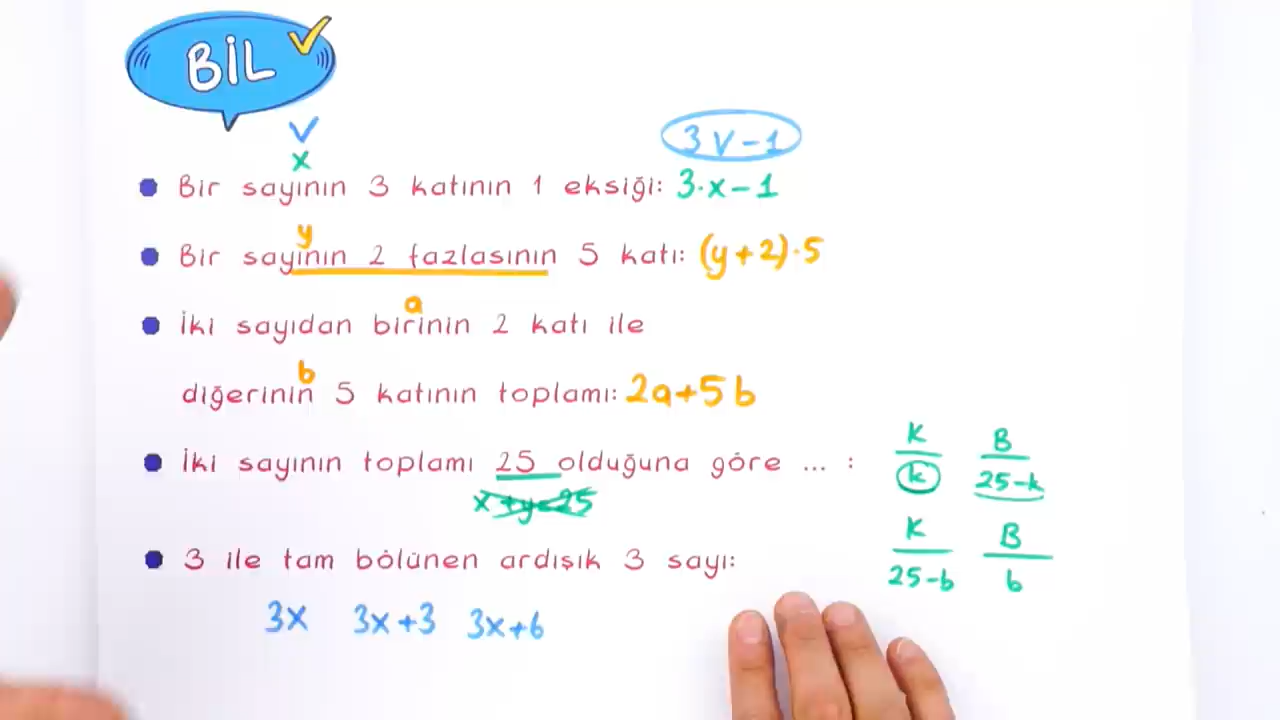 BİL
V
x
3V-1
Bir sayının 3 katının 1 eksiği: 3·x-1
y
Bir sayının 2 fazlasının 5 katı: (y+2)·5
a
İki sayıdan birinin 2 katı ile
b
diğerinin 5 katının toplamı: 2a+5b
K B
İki sayının toplamı 25 olduğuna göre ... :
k 25-k
x+y=25
K B
3 ile tam bölünen ardışık 3 sayı:
25-b b
3x 3x+3 3x+6